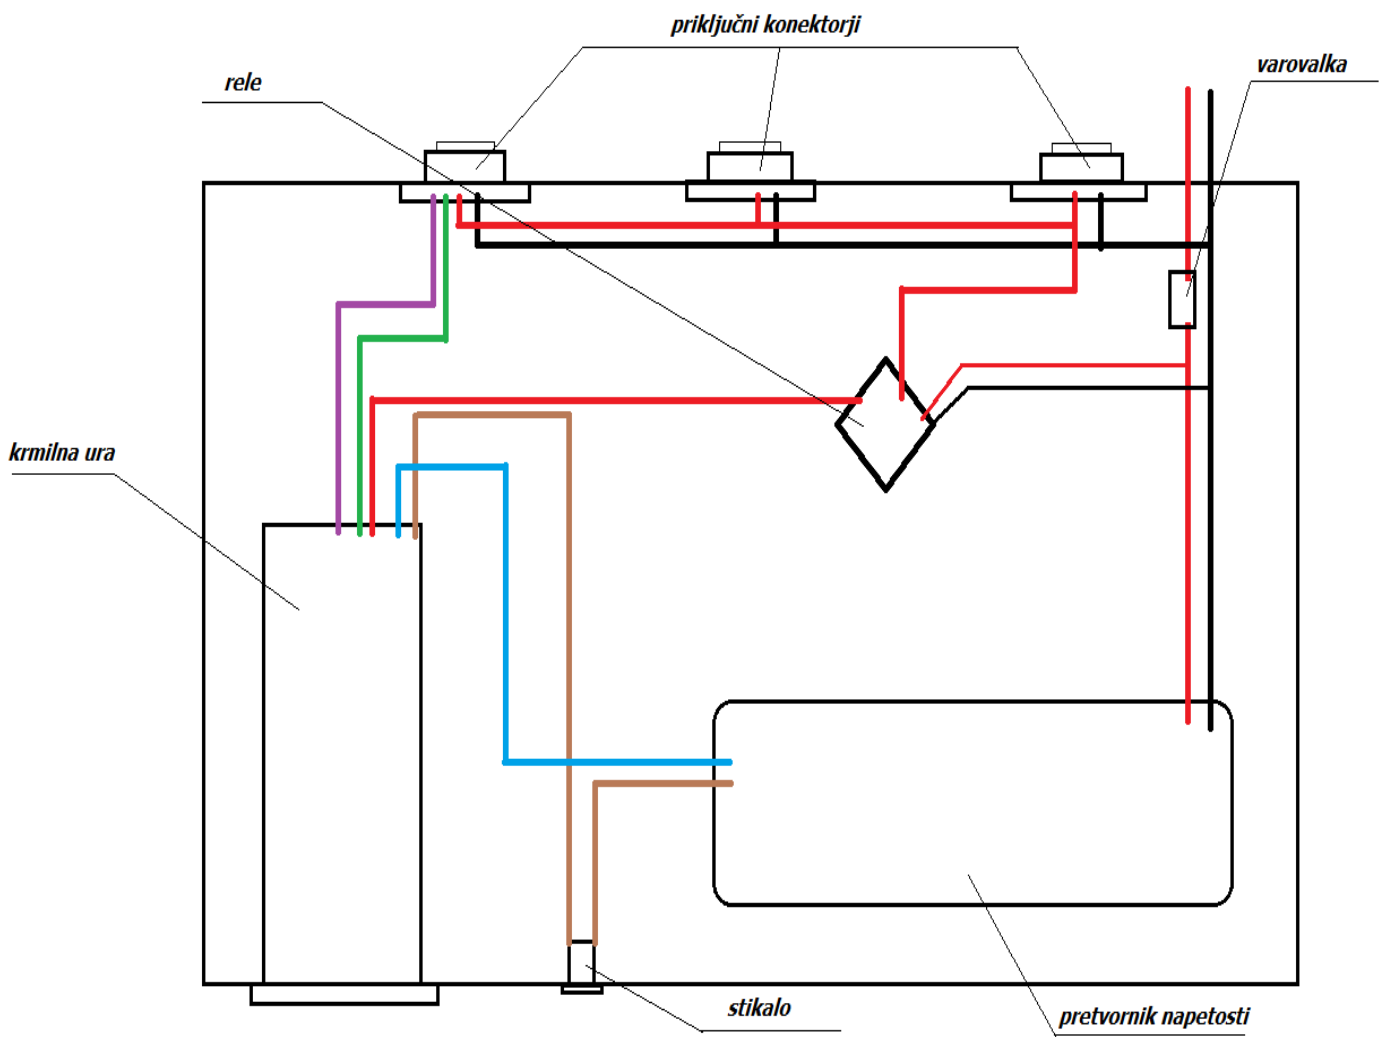 priključni konektorji
varovalka
rele
krmilna ura
stikalo
pretvornik napetosti